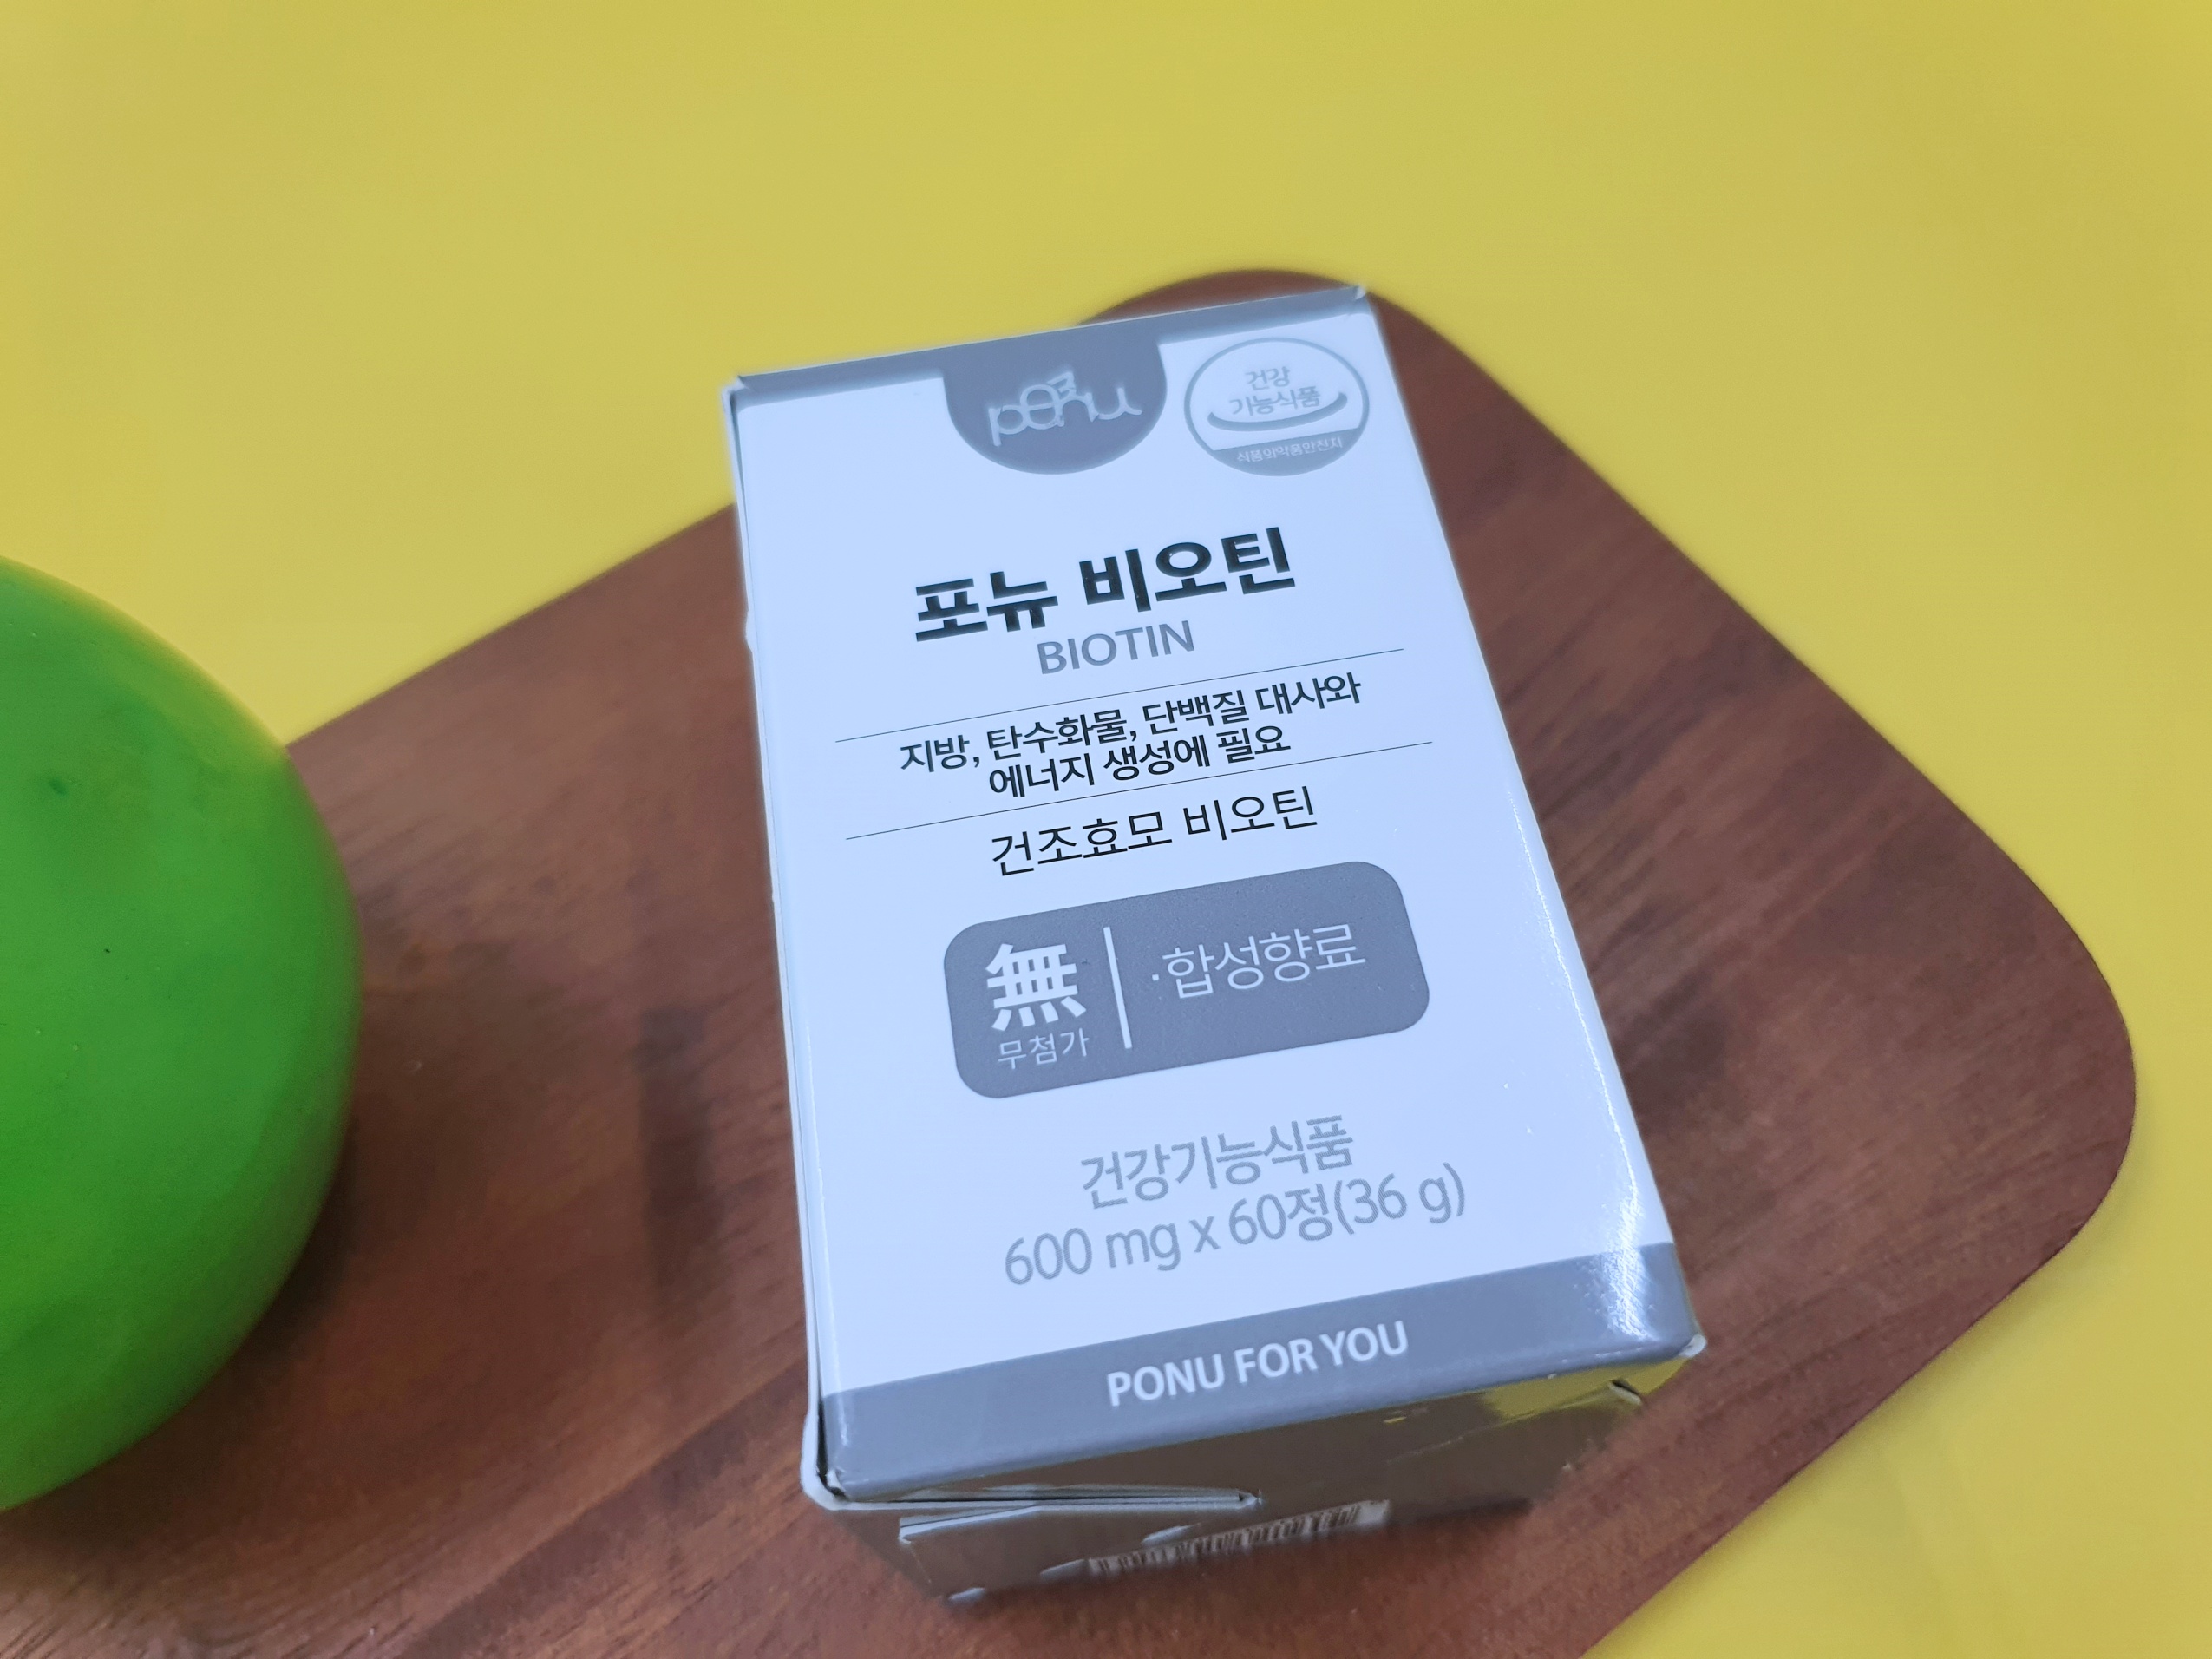 ponu
건강
기능식품
식품의약품안전처
포뉴 비오틴
BIOTIN
지방, 탄수화물, 단백질 대사와
에너지 생성에 필요
건조효모 비오틴
無
무첨가
·합성향료
건강기능식품
600 mg x 60정(36 g)
PONU FOR YOU